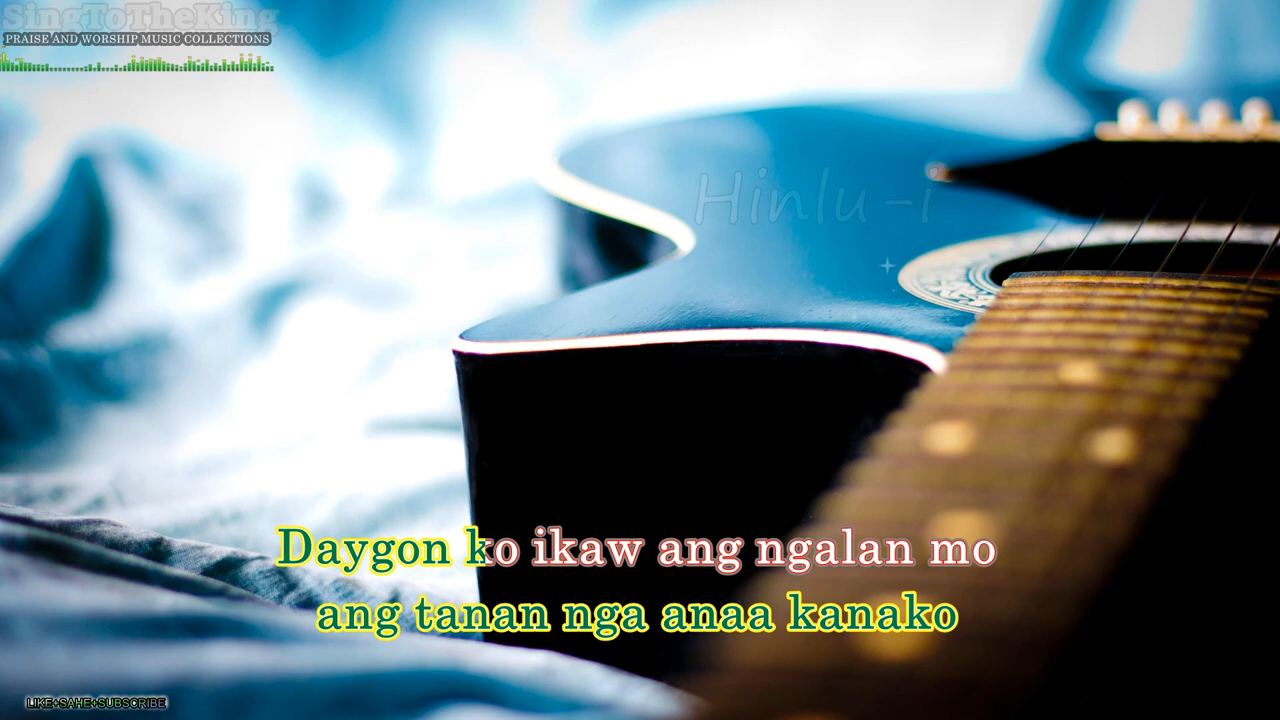 SingToTheKing
PRAISE AND WORSHIP MUSIC COLLECTIONS
Hinlu-i
Daygon ko ikaw ang ngalan mo
ang tanan nga anaa kanako
LIKE+SAHE+SUBSCRIBE